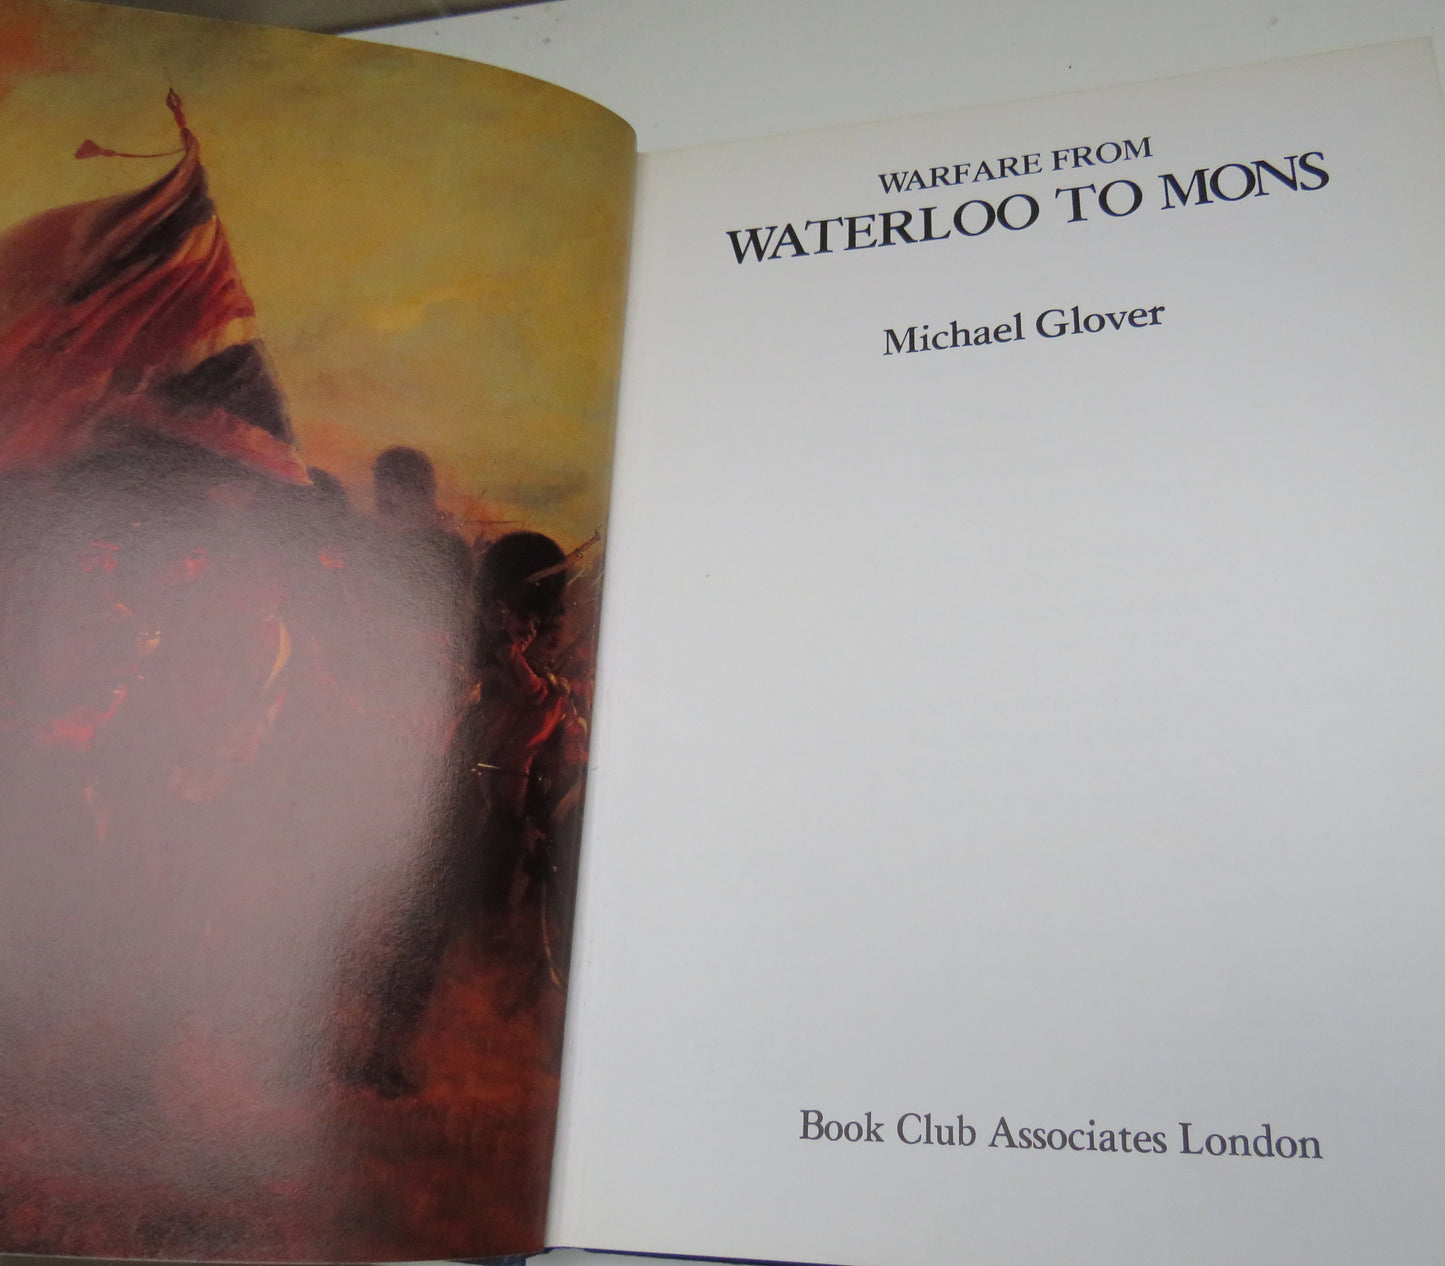 WARFARE FROM
WATERLOO TO MONS
Michael Glover
Book Club Associates London